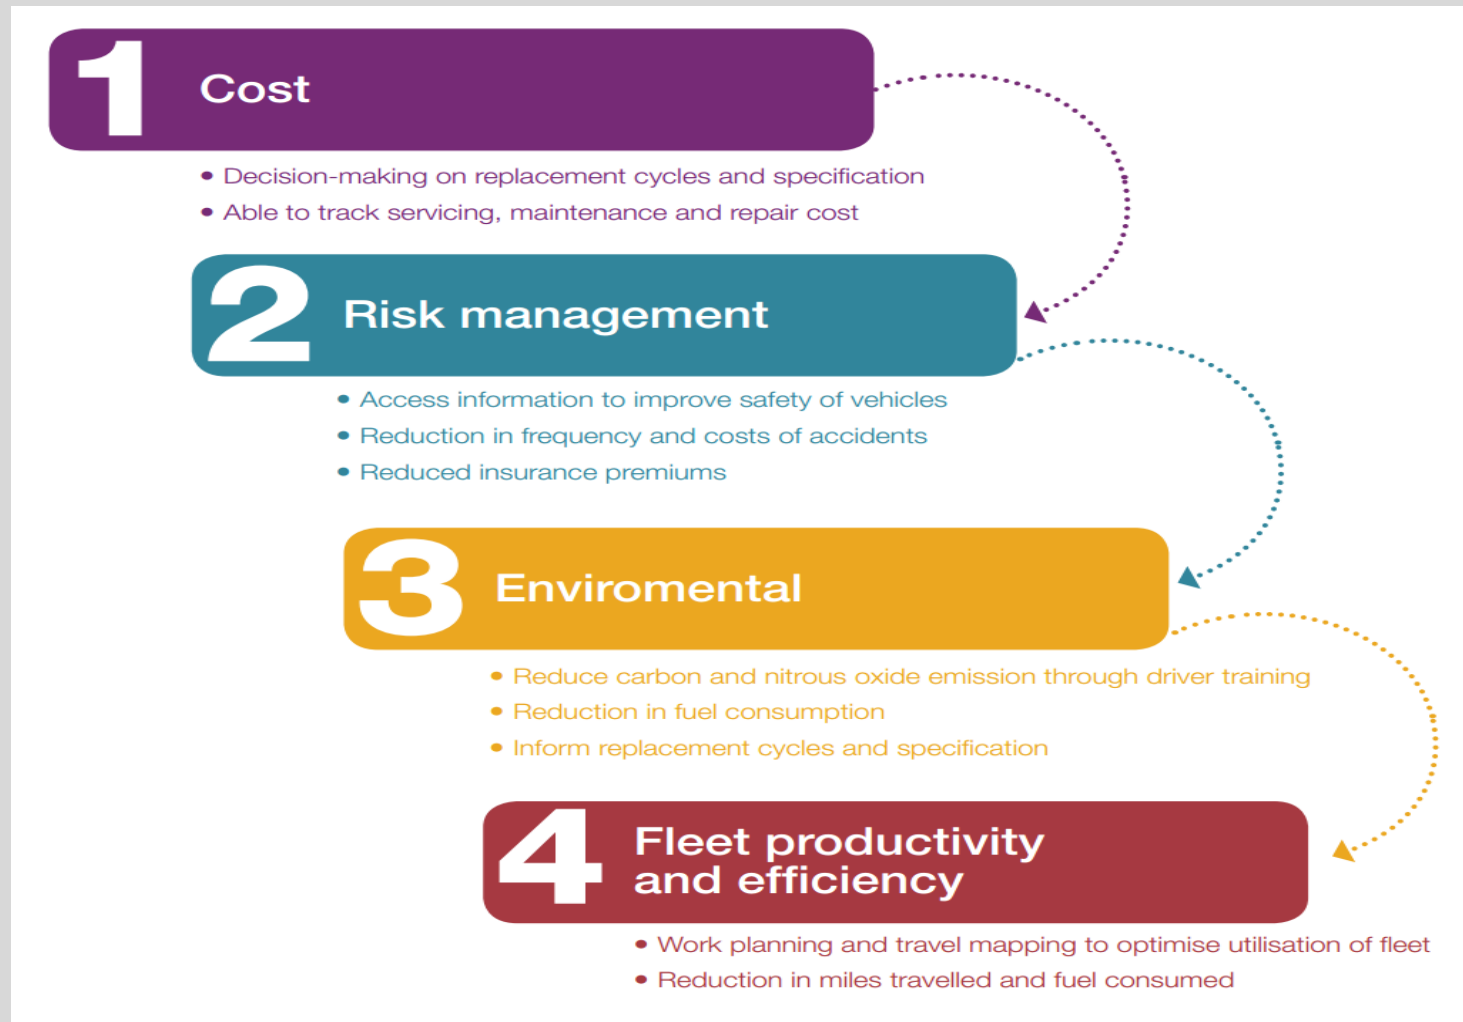 1 Cost
• Decision-making on replacement cycles and specification
• Able to track servicing, maintenance and repair cost
2 Risk management
• Access information to improve safety of vehicles
• Reduction in frequency and costs of accidents
• Reduced insurance premiums
3 Enviromental
• Reduce carbon and nitrous oxide emission through driver training
• Reduction in fuel consumption
• Inform replacement cycles and specification
4 Fleet productivity
and efficiency
• Work planning and travel mapping to optimise utilisation of fleet
• Reduction in miles travelled and fuel consumed